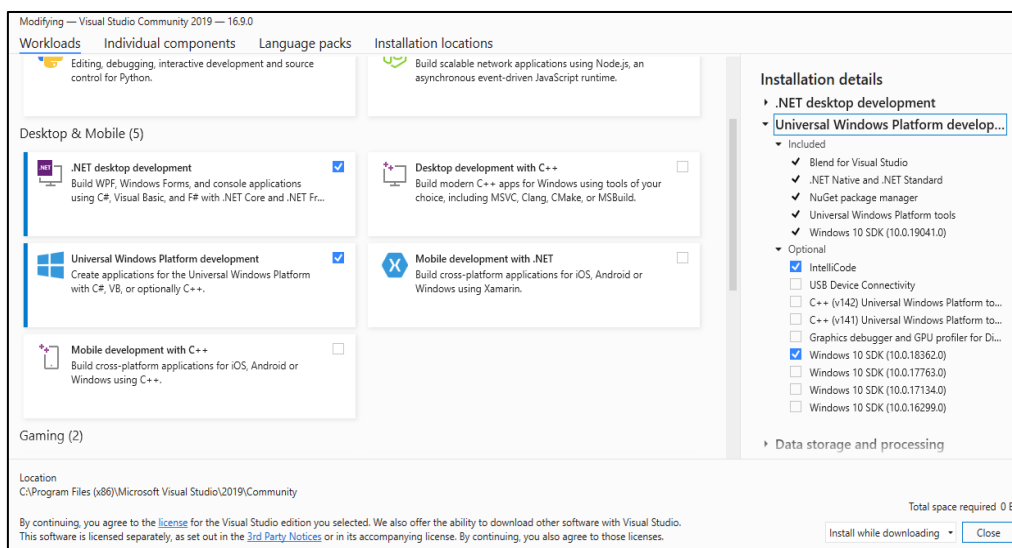 Modifying — Visual Studio Community 2019 — 16.9.0
Workloads Individual components Language packs Installation locations
Editing, debugging, interactive development and source
control for Python.
Build scalable network applications using Node.js, an
asynchronous event-driven JavaScript runtime.
Desktop & Mobile (5)
.NET
.NET desktop development
Build WPF, Windows Forms, and console applications
using C#, Visual Basic, and F# with .NET Core and .NET Fr...
Desktop development with C++
Build modern C++ apps for Windows using tools of your
choice, including MSVC, Clang, CMake, or MSBuild.
Universal Windows Platform development
Create applications for the Universal Windows Platform
with C#, VB, or optionally C++.
Mobile development with .NET
Build cross-platform applications for iOS, Android or
Windows using Xamarin.
Mobile development with C++
Build cross-platform applications for iOS, Android or
Windows using C++.
Gaming (2)
Installation details
.NET desktop development
Universal Windows Platform develop...
Included
Blend for Visual Studio
.NET Native and .NET Standard
NuGet package manager
Universal Windows Platform tools
Windows 10 SDK (10.0.19041.0)
Optional
IntelliCode
USB Device Connectivity
C++ (v142) Universal Windows Platform to...
C++ (v141) Universal Windows Platform to...
Graphics debugger and GPU profiler for Di...
Windows 10 SDK (10.0.18362.0)
Windows 10 SDK (10.0.17763.0)
Windows 10 SDK (10.0.17134.0)
Windows 10 SDK (10.0.16299.0)
Data storage and processing
Location
C:\Program Files (x86)\Microsoft Visual Studio\2019\Community
Total space required 0 B
By continuing, you agree to the license for the Visual Studio edition you selected. We also offer the ability to download other software with Visual Studio.
This software is licensed separately, as set out in the 3rd Party Notices or in its accompanying license. By continuing, you also agree to those licenses.
Install while downloading Close